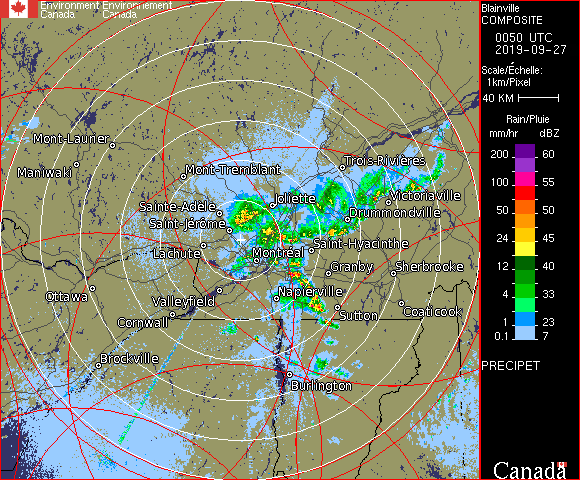 Environment Environnement
Canada Canada
Blainville
COMPOSITE
0050 UTC
2019-09-27
Scale/Échelle:
1km/Pixel
40 KM
Rain/Pluie
mm/hr dBZ
200 60
100 55
50 50
24 45
12 40
4 33
1 23
0.1 7
PRECIPET
Canada
Mont-Laurier
Trois-Rivières
Maniwaki
Mont-Tremblant
Joliette
Victoriaville
Sainte-Adèle
Drummondville
Saint-Jérôme
Saint-Hyacinthe
Lachute
Montréal
Granby
Sherbrooke
Ottawa
Napierville
Valleyfield
Coaticook
Cornwall
Sutton
Brockville
Burlington